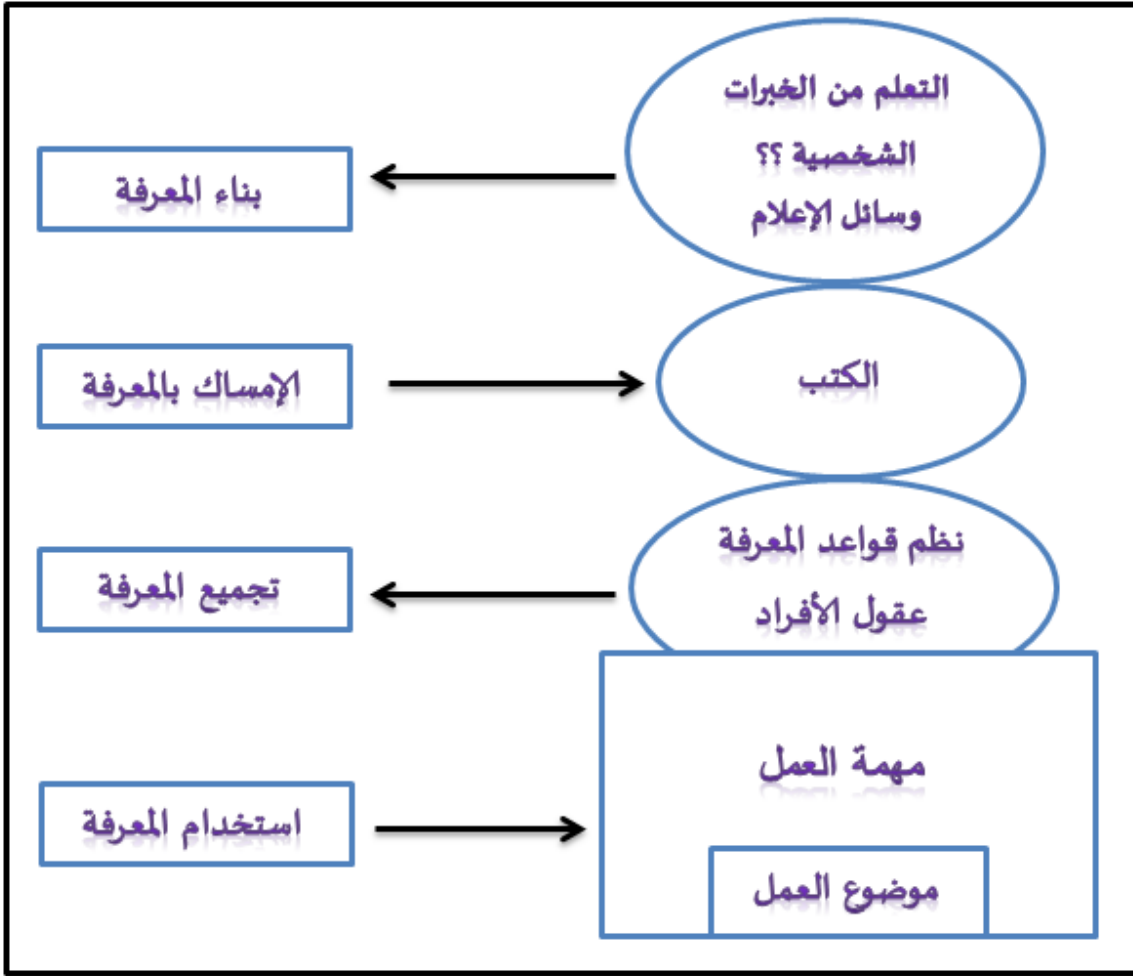 التعلم من الخبرات
الشخصية ؟؟
وسائل الإعلام
بناء المعرفة
الكتب
الإمساك بالمعرفة
نظم قواعد المعرفة
عقول الأفراد
تجميع المعرفة
مهمة العمل
استخدام المعرفة
موضوع العمل